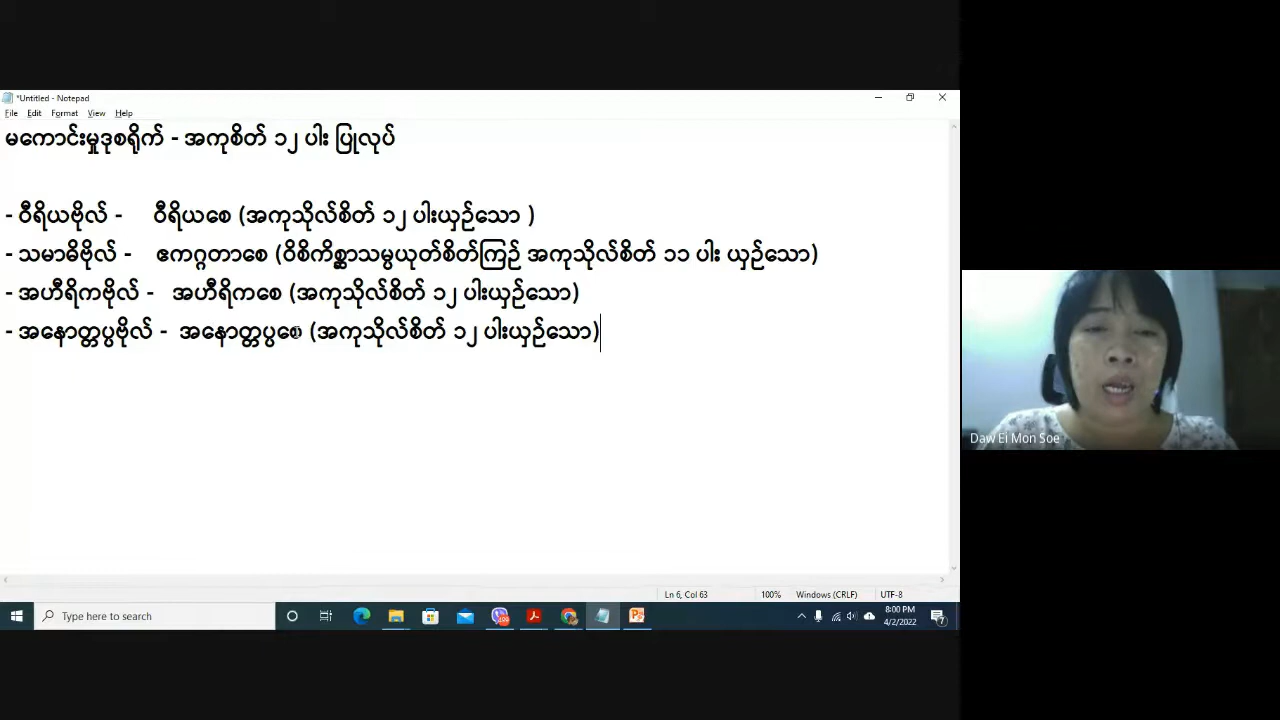 *Untitled - Notepad
File Edit Format View Help
မကောင်းမှုဒုစရိုက် - အကုစိတ် ၁၂ ပါး ပြုလုပ်
- ဝီရိယဗိုလ် - ဝီရိယစေ (အကုသိုလ်စိတ် ၁၂ ပါးယှဉ်သော )
- သမာဓိဗိုလ် - ဧကဂ္ဂတာစေ (ဝိစိကိစ္ဆာသမ္ပယုတ်စိတ်ကြဉ် အကုသိုလ်စိတ် ၁၁ ပါး ယှဉ်သော)
- အဟီရိကဗိုလ် - အဟီရိကစေ (အကုသိုလ်စိတ် ၁၂ ပါးယှဉ်သော)
- အနောတ္တပ္ပဗိုလ် - အနောတ္တပ္ပစေ (အကုသိုလ်စိတ် ၁၂ ပါးယှဉ်သော)
Daw Ei Mon Soe
Ln 6, Col 63 100% Windows (CRLF) UTF-8
Type here to search
8:00 PM
4/2/2022